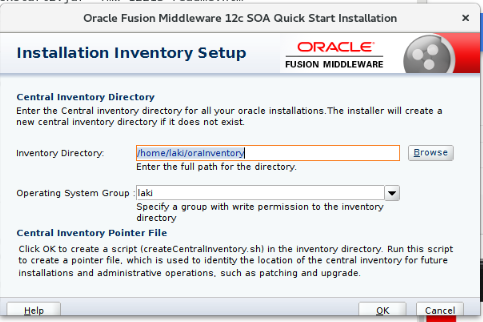 Oracle Fusion Middleware 12c SOA Quick Start Installation
Installation Inventory Setup
ORACLE
FUSION MIDDLEWARE
Central Inventory Directory
Enter the Central inventory directory for all your oracle installations.The installer will create a
new central inventory directory if it does not exist.
Inventory Directory: /home/laki/oraInventory Browse
Enter the full path for the directory.
Operating System Group : laki
Specify a group with write permission to the inventory
directory
Central Inventory Pointer File
Click OK to create a script (createCentralInventory.sh) in the inventory directory. Run this script
to create a pointer file, which is used to identify the location of the central inventory for future
installations and administrative operations, such as patching and upgrade.
Help OK Cancel